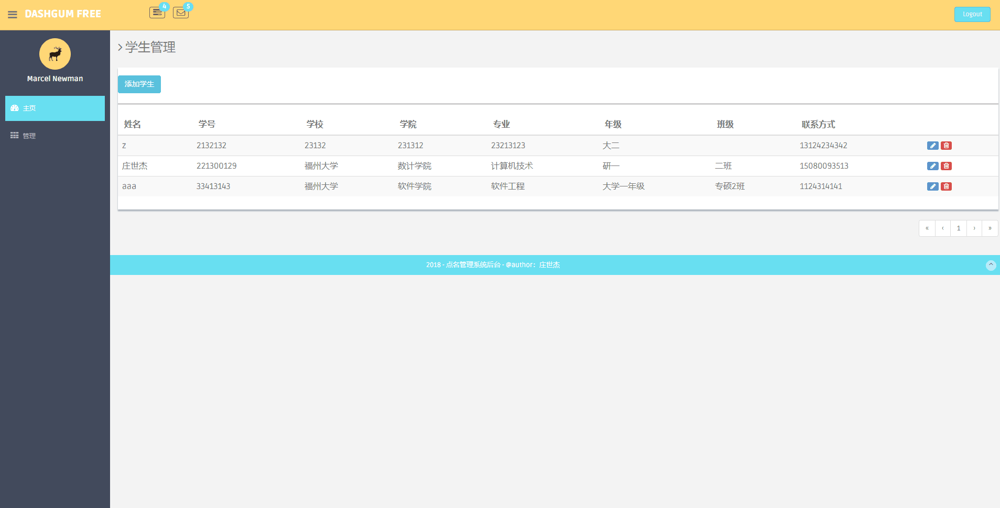 DASHGUM FREE 4 5 Logout
Marcel Newman
主页
管理
学生管理
添加学生
姓名 学号 学校 学院 专业 年级 班级 联系方式
z 2132132 23132 231312 23213123 大二 13124234342
庄世杰 221300129 福州大学 数计学院 计算机技术 研一 二班 15080093513
aaa 33413143 福州大学 软件学院 软件工程 大学一年级 专硕2班 1124314141
« ‹ 1 › »
2018 - 点名管理系统后台 - @author：庄世杰